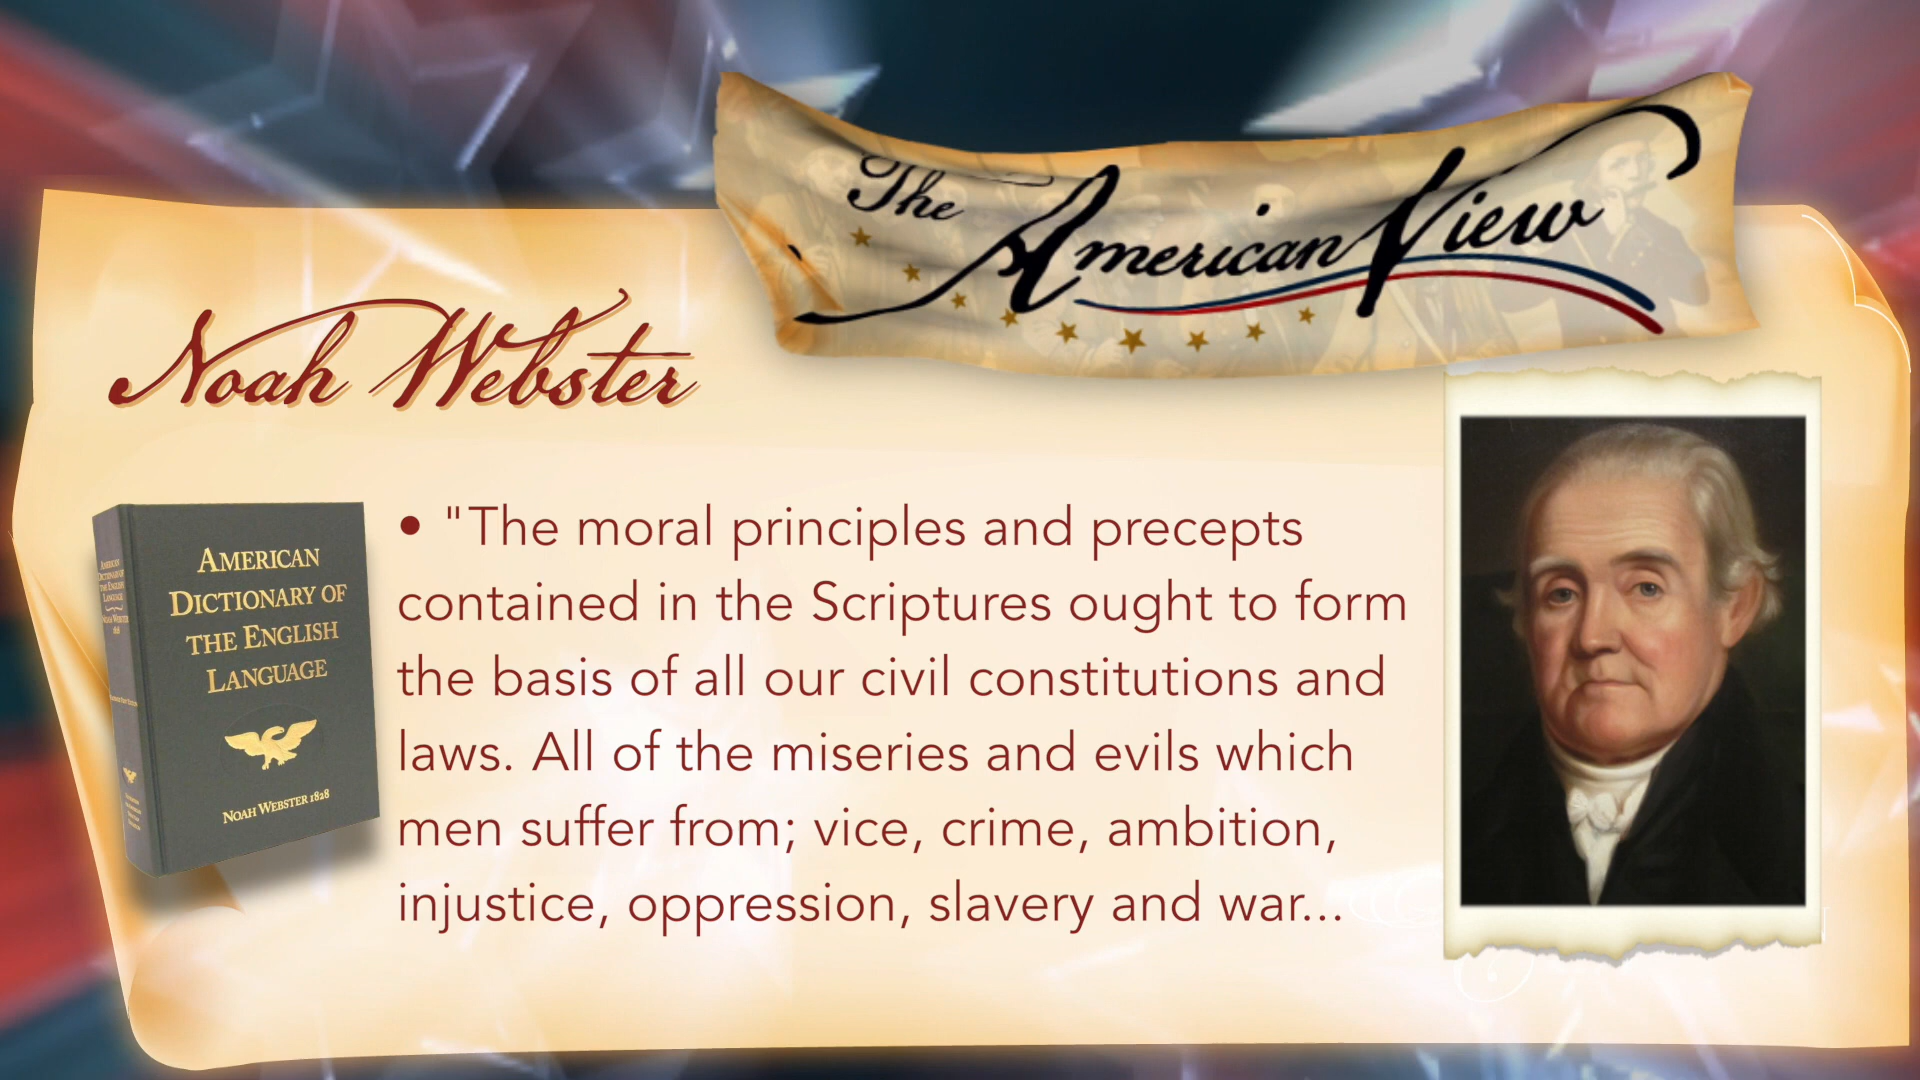 The American View
Noah Webster
AMERICAN
DICTIONARY OF
THE ENGLISH
LANGUAGE
NOAH WEBSTER 1828
• "The moral principles and precepts
contained in the Scriptures ought to form
the basis of all our civil constitutions and
laws. All of the miseries and evils which
men suffer from; vice, crime, ambition,
injustice, oppression, slavery and war...